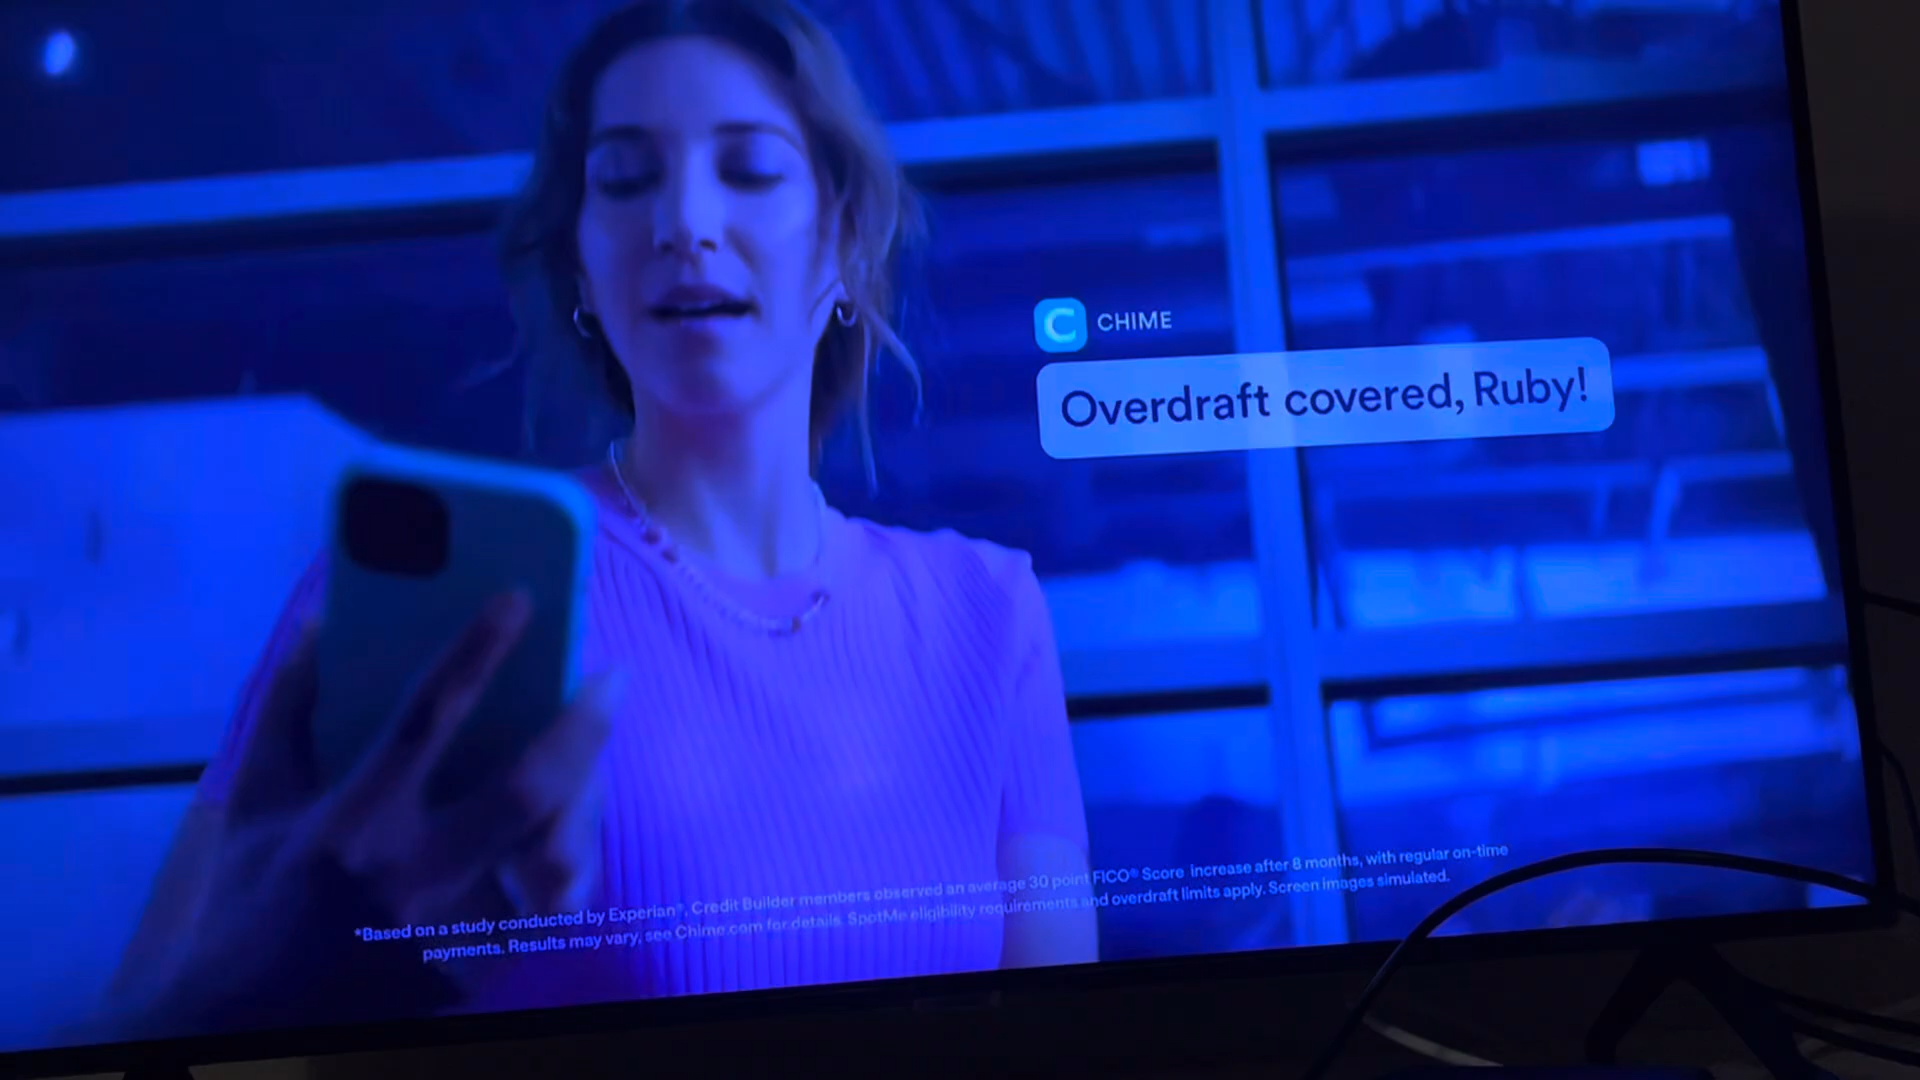 CHIME
Overdraft covered, Ruby!
*Based on a study conducted by Experian®, Credit Builder members observed an average 30 point FICO® Score increase after 8 months, with regular on-time
payments. Results may vary, see Chime.com for details. SpotMe eligibility requirements and overdraft limits apply. Screen images simulated.